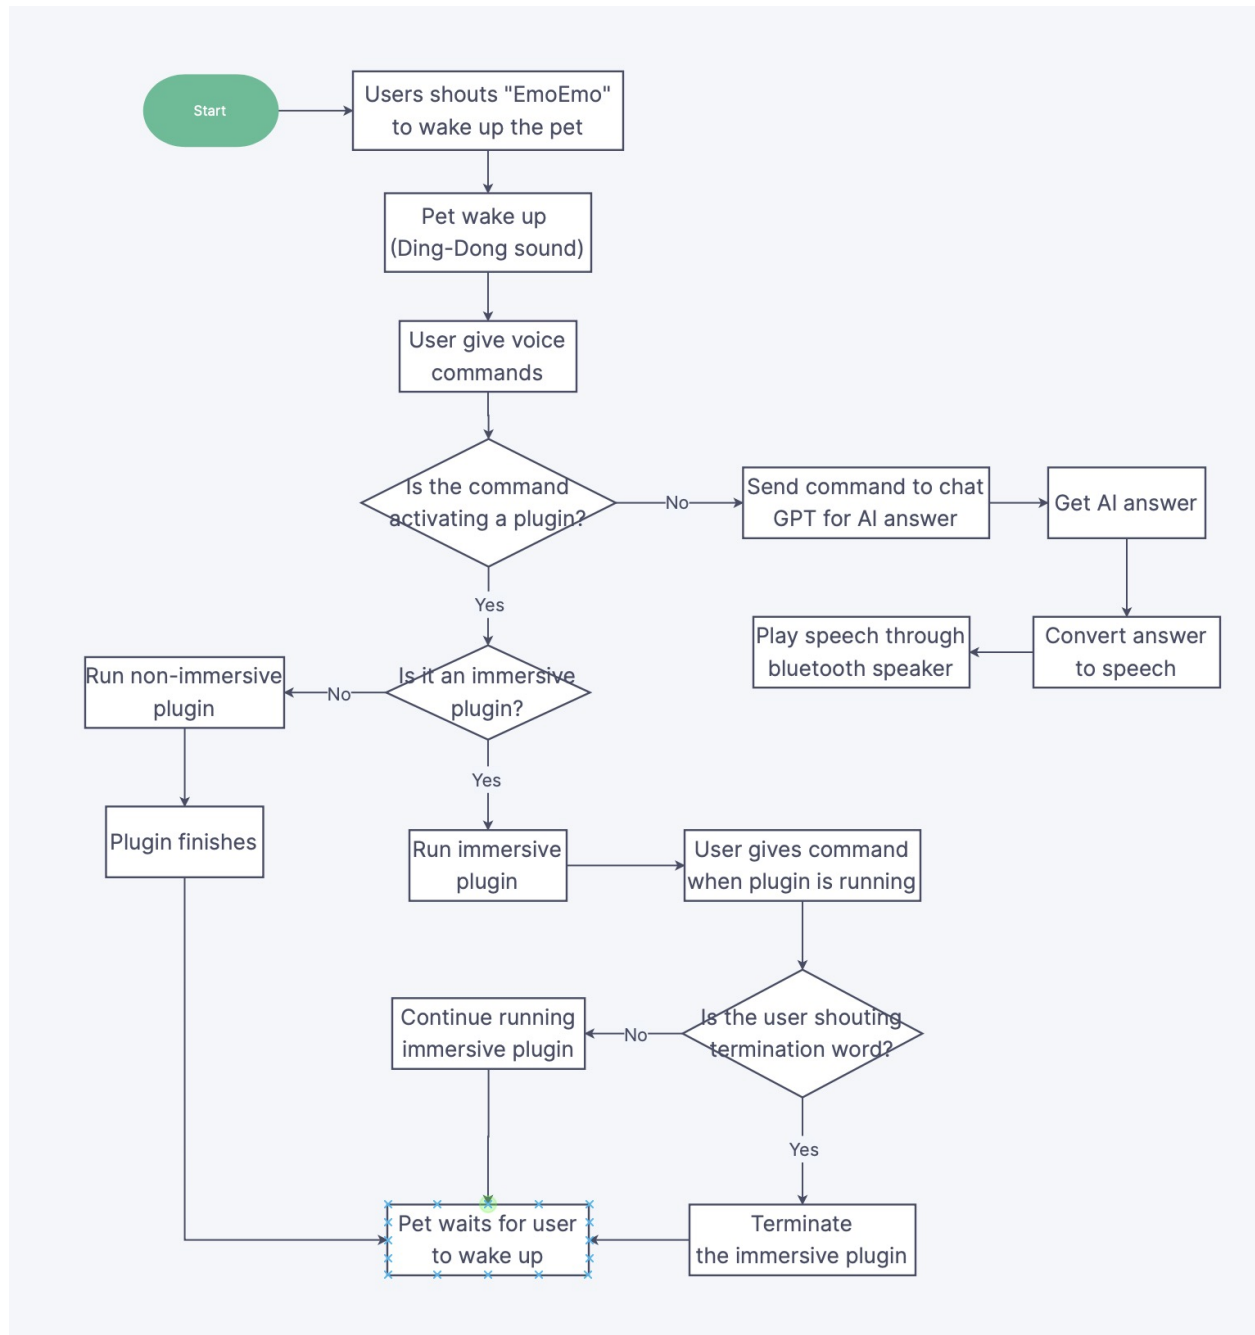 Start
Users shouts "EmoEmo"
to wake up the pet
Pet wake up
(Ding-Dong sound)
User give voice
commands
Is the command
activating a plugin?
No
Send command to chat
GPT for AI answer
Get AI answer
Yes
Play speech through
bluetooth speaker
Convert answer
to speech
Run non-immersive
plugin
No
Is it an immersive
plugin?
Yes
Plugin finishes
Run immersive
plugin
User gives command
when plugin is running
Continue running
immersive plugin
No
Is the user shouting
termination word?
Yes
Pet waits for user
to wake up
Terminate
the immersive plugin